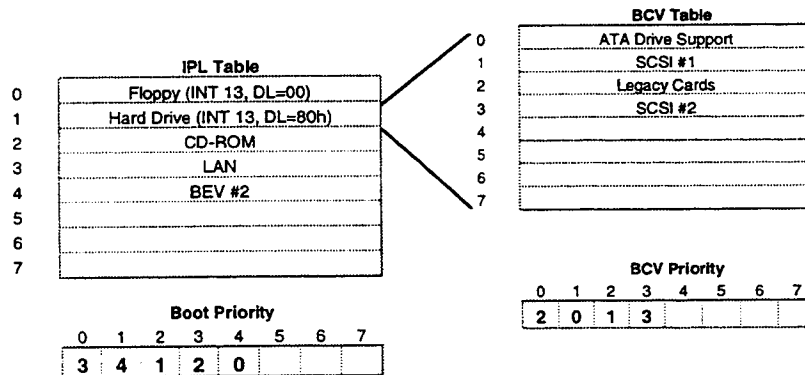 IPL Table
0 Floppy (INT 13, DL=00)
1 Hard Drive (INT 13, DL=80h)
2 CD-ROM
3 LAN
4 BEV #2
5
6
7
Boot Priority
0 1 2 3 4 5 6 7
3 4 1 2 0
BCV Table
0 ATA Drive Support
1 SCSI #1
2 Legacy Cards
3 SCSI #2
4
5
6
7
BCV Priority
0 1 2 3 4 5 6 7
2 0 1 3